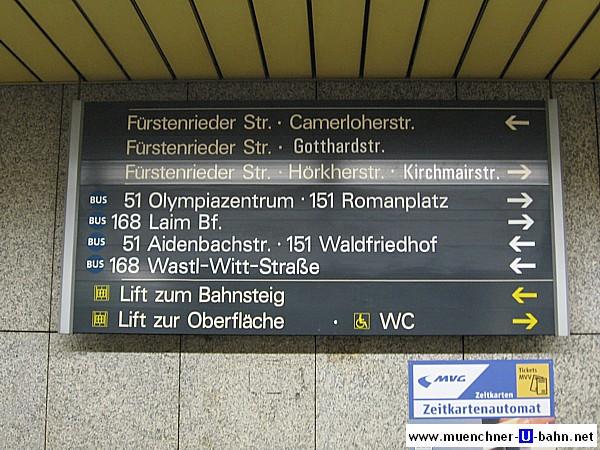 Fürstenrieder Str. · Camerloherstr. ←
Fürstenrieder Str. · Gotthardstr.
Fürstenrieder Str. · Hörkherstr. · Kirchmairstr. →
BUS 51 Olympiazentrum · 151 Romanplatz →
BUS 168 Laim Bf. →
BUS 51 Aidenbachstr. · 151 Waldfriedhof ←
BUS 168 Wastl-Witt-Straße ←
Lift zum Bahnsteig ←
Lift zur Oberfläche · WC →
MVG
Tickets
MVV
Zeitkarten
Zeitkartenautomat
www.muenchner-U-bahn.net